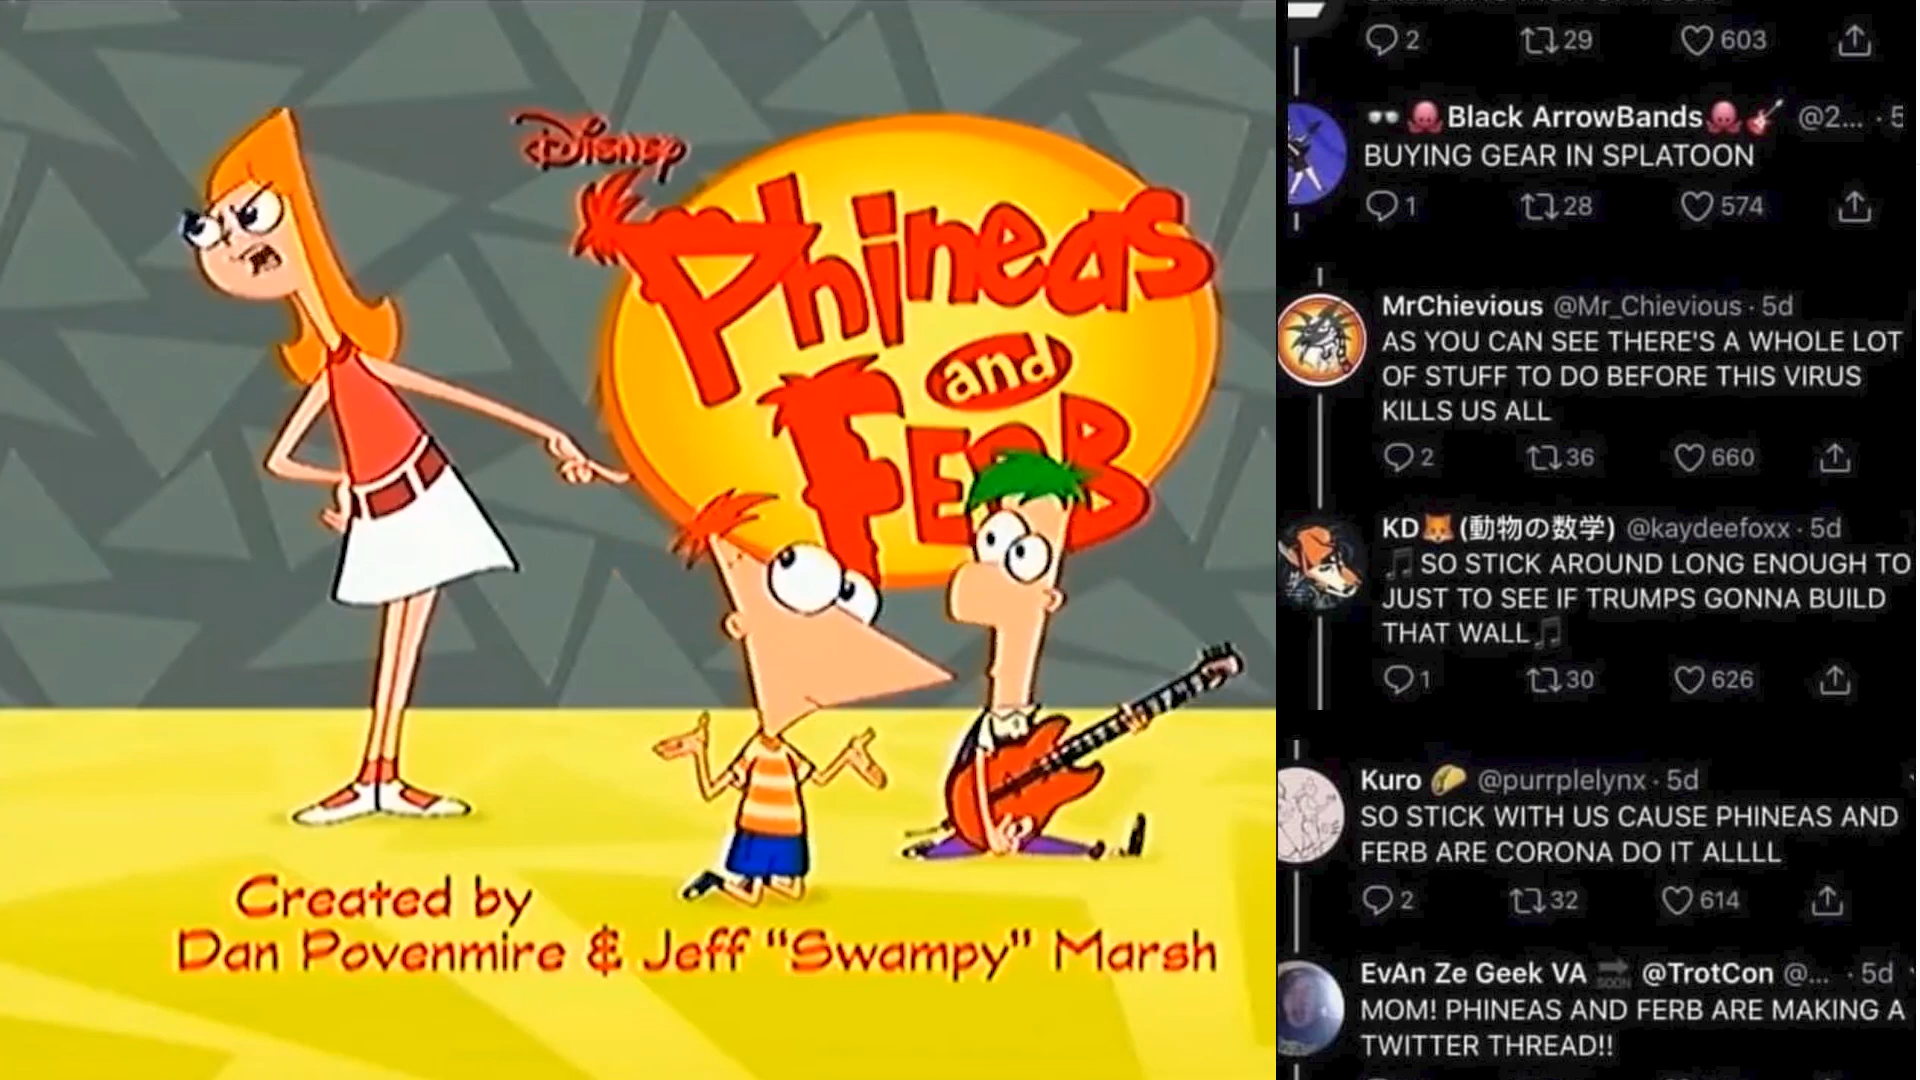 Disney
Phineas
and
Ferb
Created by
Dan Povenmire & Jeff "Swampy" Marsh
2 29 603
Black ArrowBands @2... · 5
BUYING GEAR IN SPLATOON
1 28 574
MrChievious @Mr_Chievious · 5d
AS YOU CAN SEE THERE'S A WHOLE LOT
OF STUFF TO DO BEFORE THIS VIRUS
KILLS US ALL
2 36 660
KD🦊(動物の数学) @kaydeefoxx · 5d
🎵SO STICK AROUND LONG ENOUGH TO
JUST TO SEE IF TRUMPS GONNA BUILD
THAT WALL🎵
1 30 626
Kuro 🌮 @purrplelynx · 5d
SO STICK WITH US CAUSE PHINEAS AND
FERB ARE CORONA DO IT ALLLL
2 32 614
EvAn Ze Geek VA 🔜 @TrotCon @... · 5d
MOM! PHINEAS AND FERB ARE MAKING A
TWITTER THREAD!!